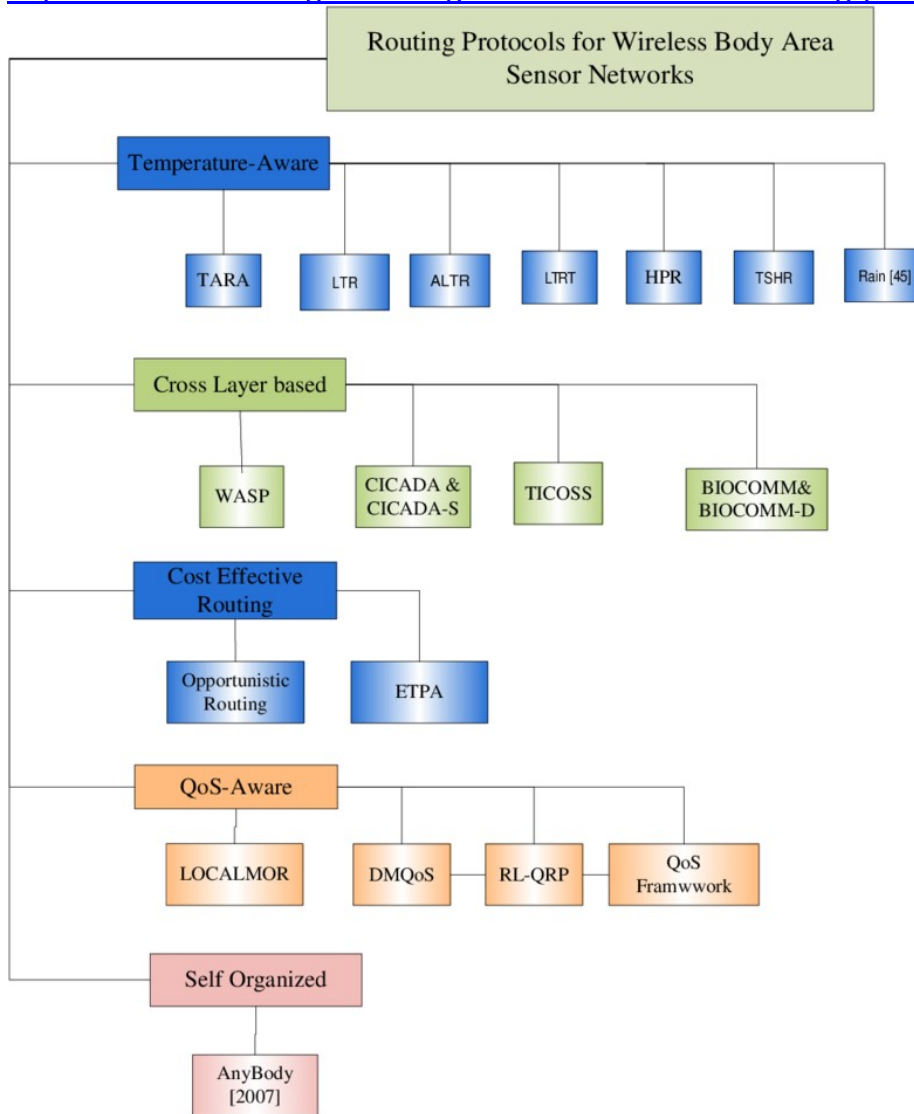 Routing Protocols for Wireless Body Area
Sensor Networks
Temperature-Aware
TARA
LTR
ALTR
LTRT
HPR
TSHR
Rain [45]
Cross Layer based
WASP
CICADA &
CICADA-S
TICOSS
BIOCOMM&
BIOCOMM-D
Cost Effective
Routing
Opportunistic
Routing
ETPA
QoS-Aware
LOCALMOR
DMQoS
RL-QRP
QoS
Framwwork
Self Organized
AnyBody
[2007]